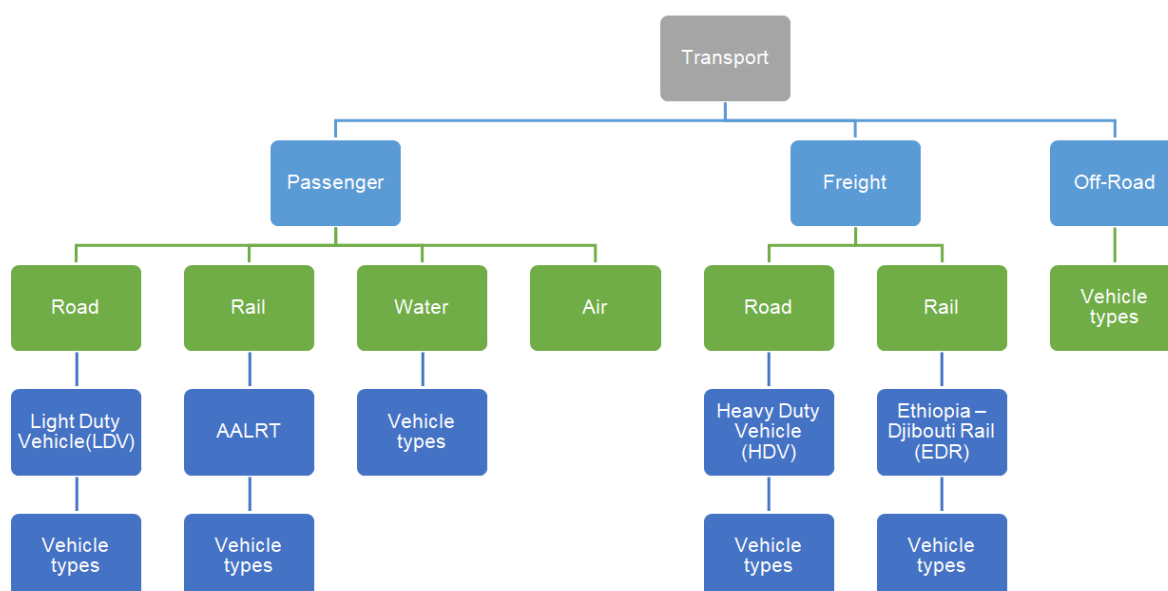 Transport
Passenger
Freight
Off-Road
Road
Rail
Water
Air
Road
Rail
Vehicle
types
Light Duty
Vehicle(LDV)
AALRT
Vehicle
types
Heavy Duty
Vehicle
(HDV)
Ethiopia –
Djibouti Rail
(EDR)
Vehicle
types
Vehicle
types
Vehicle
types
Vehicle
types